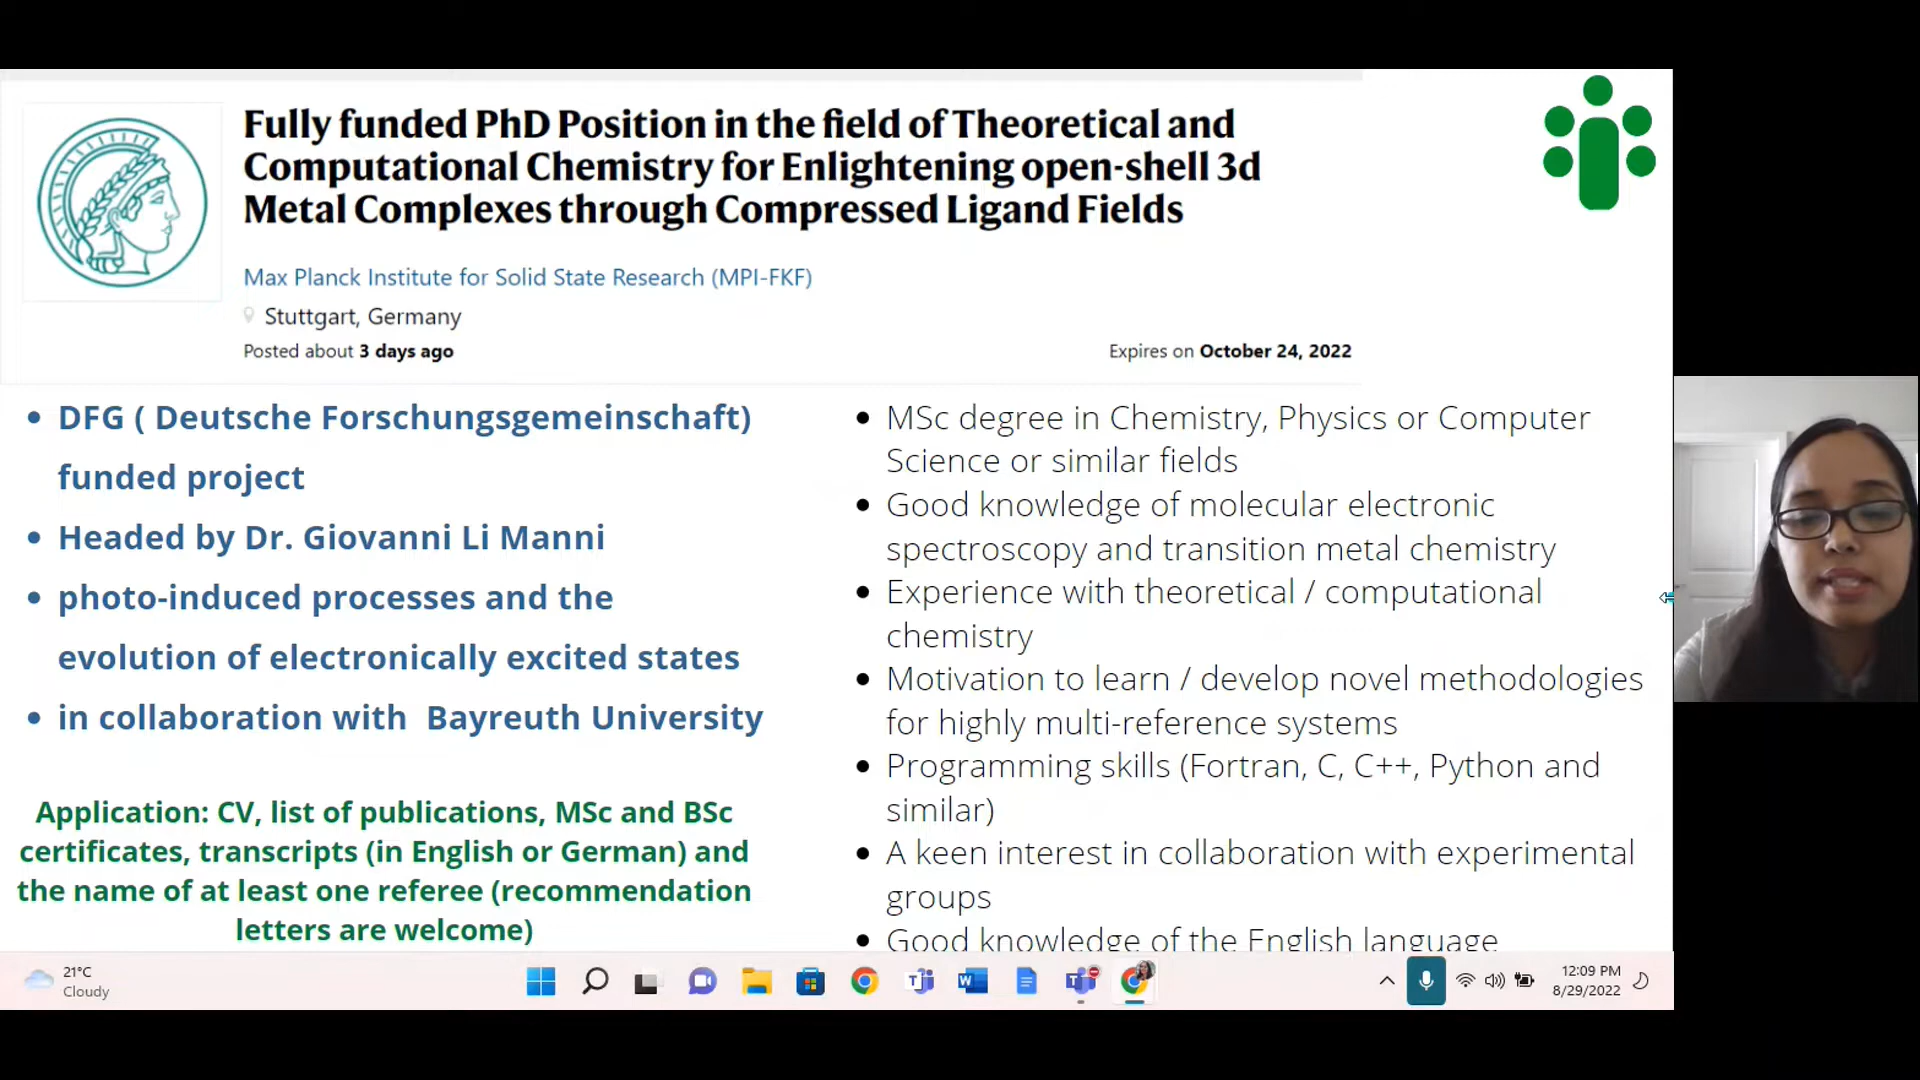 Fully funded PhD Position in the field of Theoretical and
Computational Chemistry for Enlightening open-shell 3d
Metal Complexes through Compressed Ligand Fields
Max Planck Institute for Solid State Research (MPI-FKF)
Stuttgart, Germany
Posted about 3 days ago
Expires on October 24, 2022
• DFG ( Deutsche Forschungsgemeinschaft)
funded project
• Headed by Dr. Giovanni Li Manni
• photo-induced processes and the
evolution of electronically excited states
• in collaboration with Bayreuth University
Application: CV, list of publications, MSc and BSc
certificates, transcripts (in English or German) and
the name of at least one referee (recommendation
letters are welcome)
• MSc degree in Chemistry, Physics or Computer
Science or similar fields
• Good knowledge of molecular electronic
spectroscopy and transition metal chemistry
• Experience with theoretical / computational
chemistry
• Motivation to learn / develop novel methodologies
for highly multi-reference systems
• Programming skills (Fortran, C, C++, Python and
similar)
• A keen interest in collaboration with experimental
groups
• Good knowledge of the English language
21°C
Cloudy
12:09 PM
8/29/2022